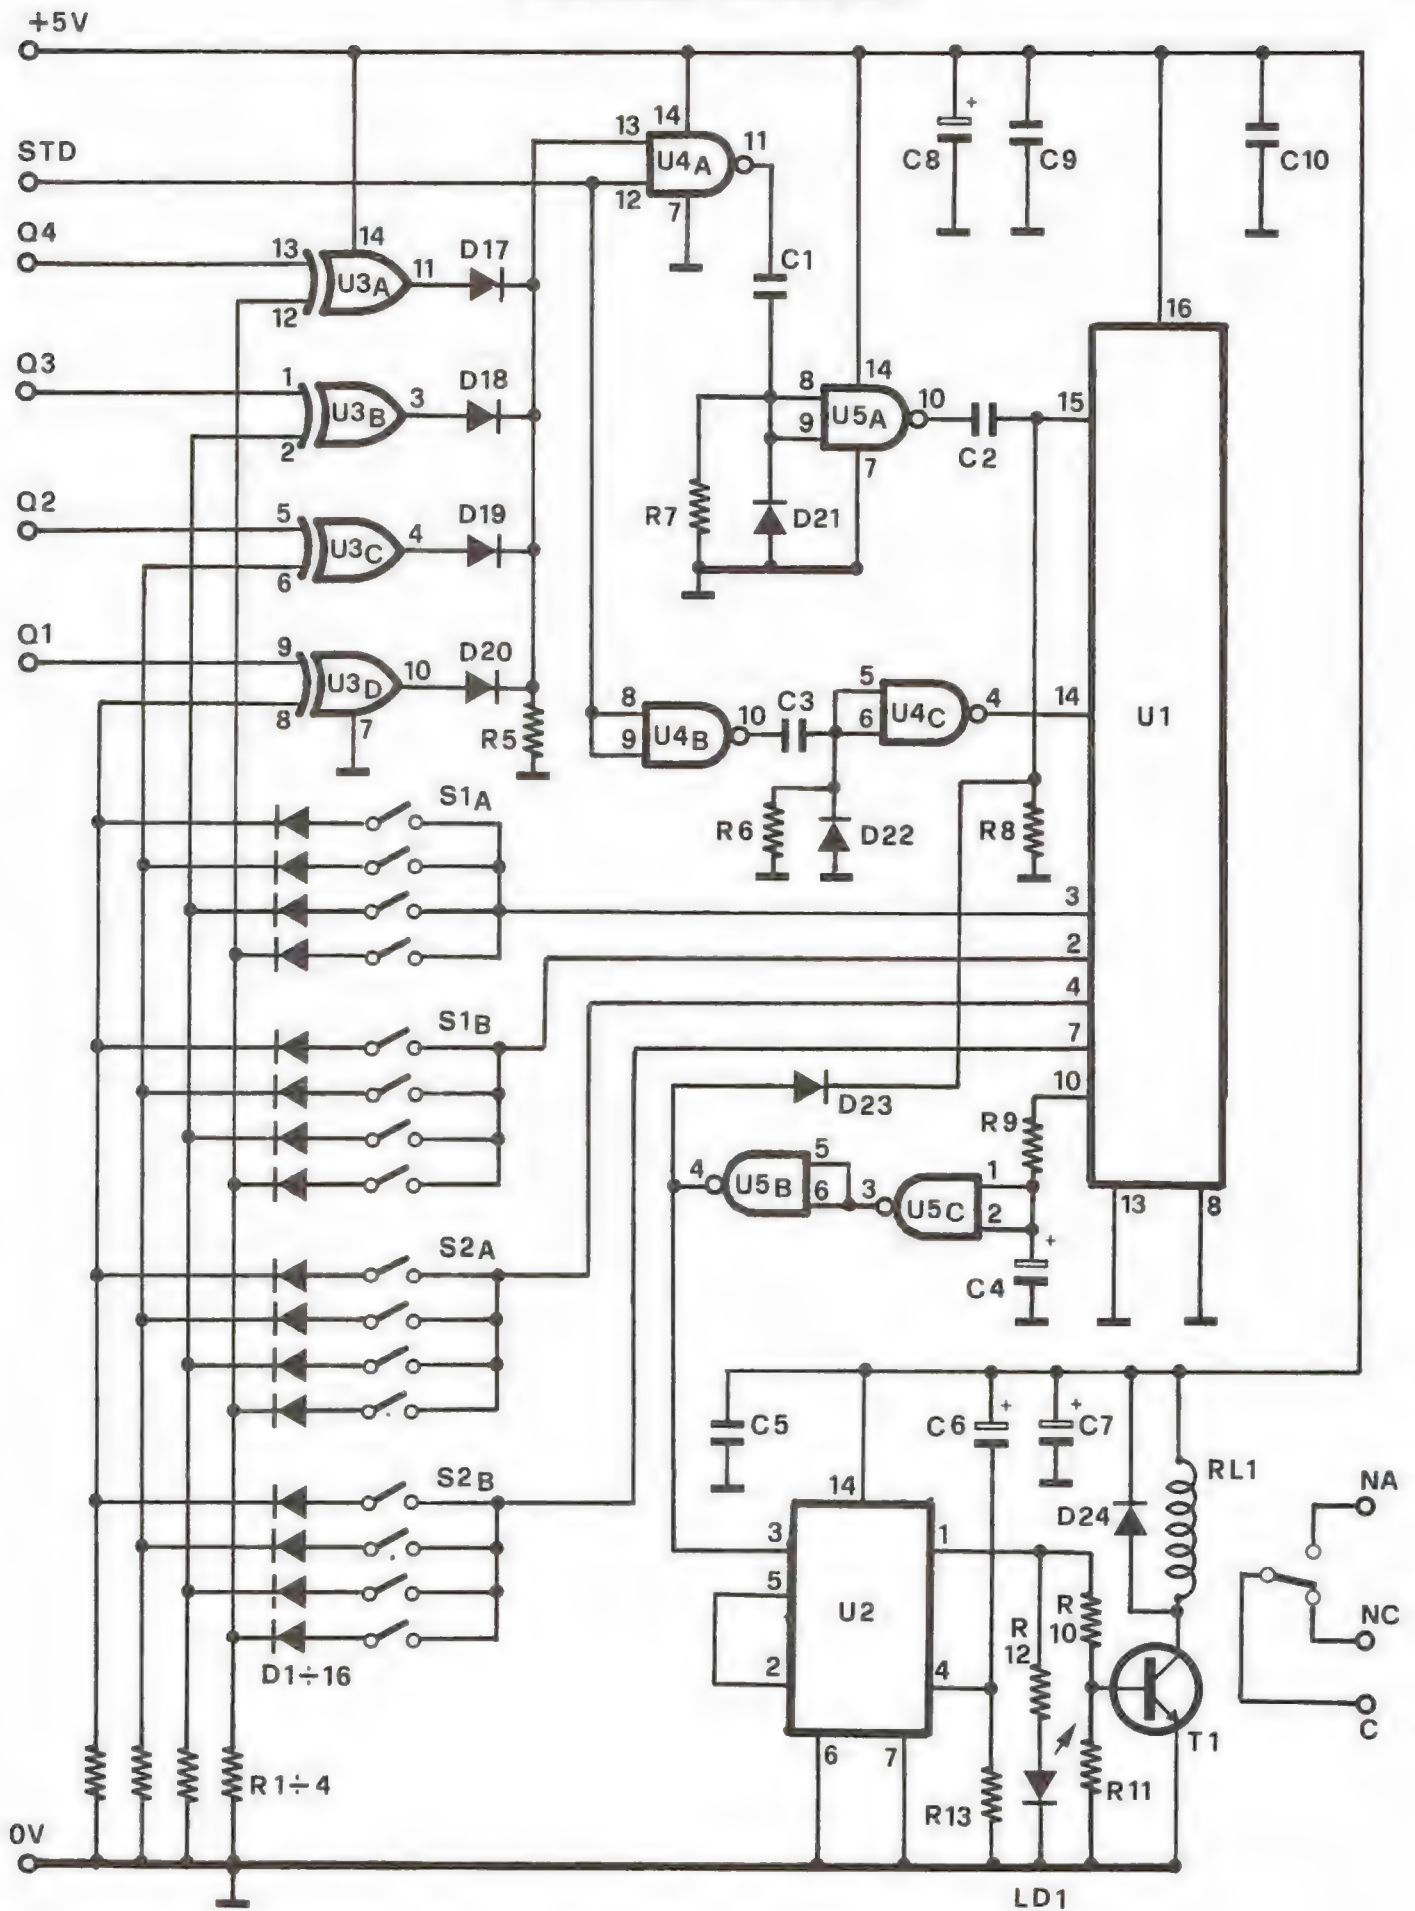 +5V
STD
Q4
Q3
Q2
Q1
13
12
14
U3A
11
D17
1
2
U3B
3
D18
5
6
U3C
4
D19
9
8
U3D
10
7
D20
R5
13
12
14
U4A
11
7
C1
C8
+
C9
C10
8
9
14
U5A
10
7
C2
R7
D21
8
9
U4B
10
C3
5
6
U4C
4
R6
D22
R8
16
15
14
U1
3
2
4
7
10
13
8
S1A
S1B
S2A
S2B
D1÷16
R1÷4
0V
D23
R9
4
U5B
5
6
3
U5C
1
2
+
C4
C5
C6
+
C7
+
14
3
5
2
U2
1
4
6
7
D24
RL1
R
12
R
10
R13
R11
T1
LD1
NA
NC
C